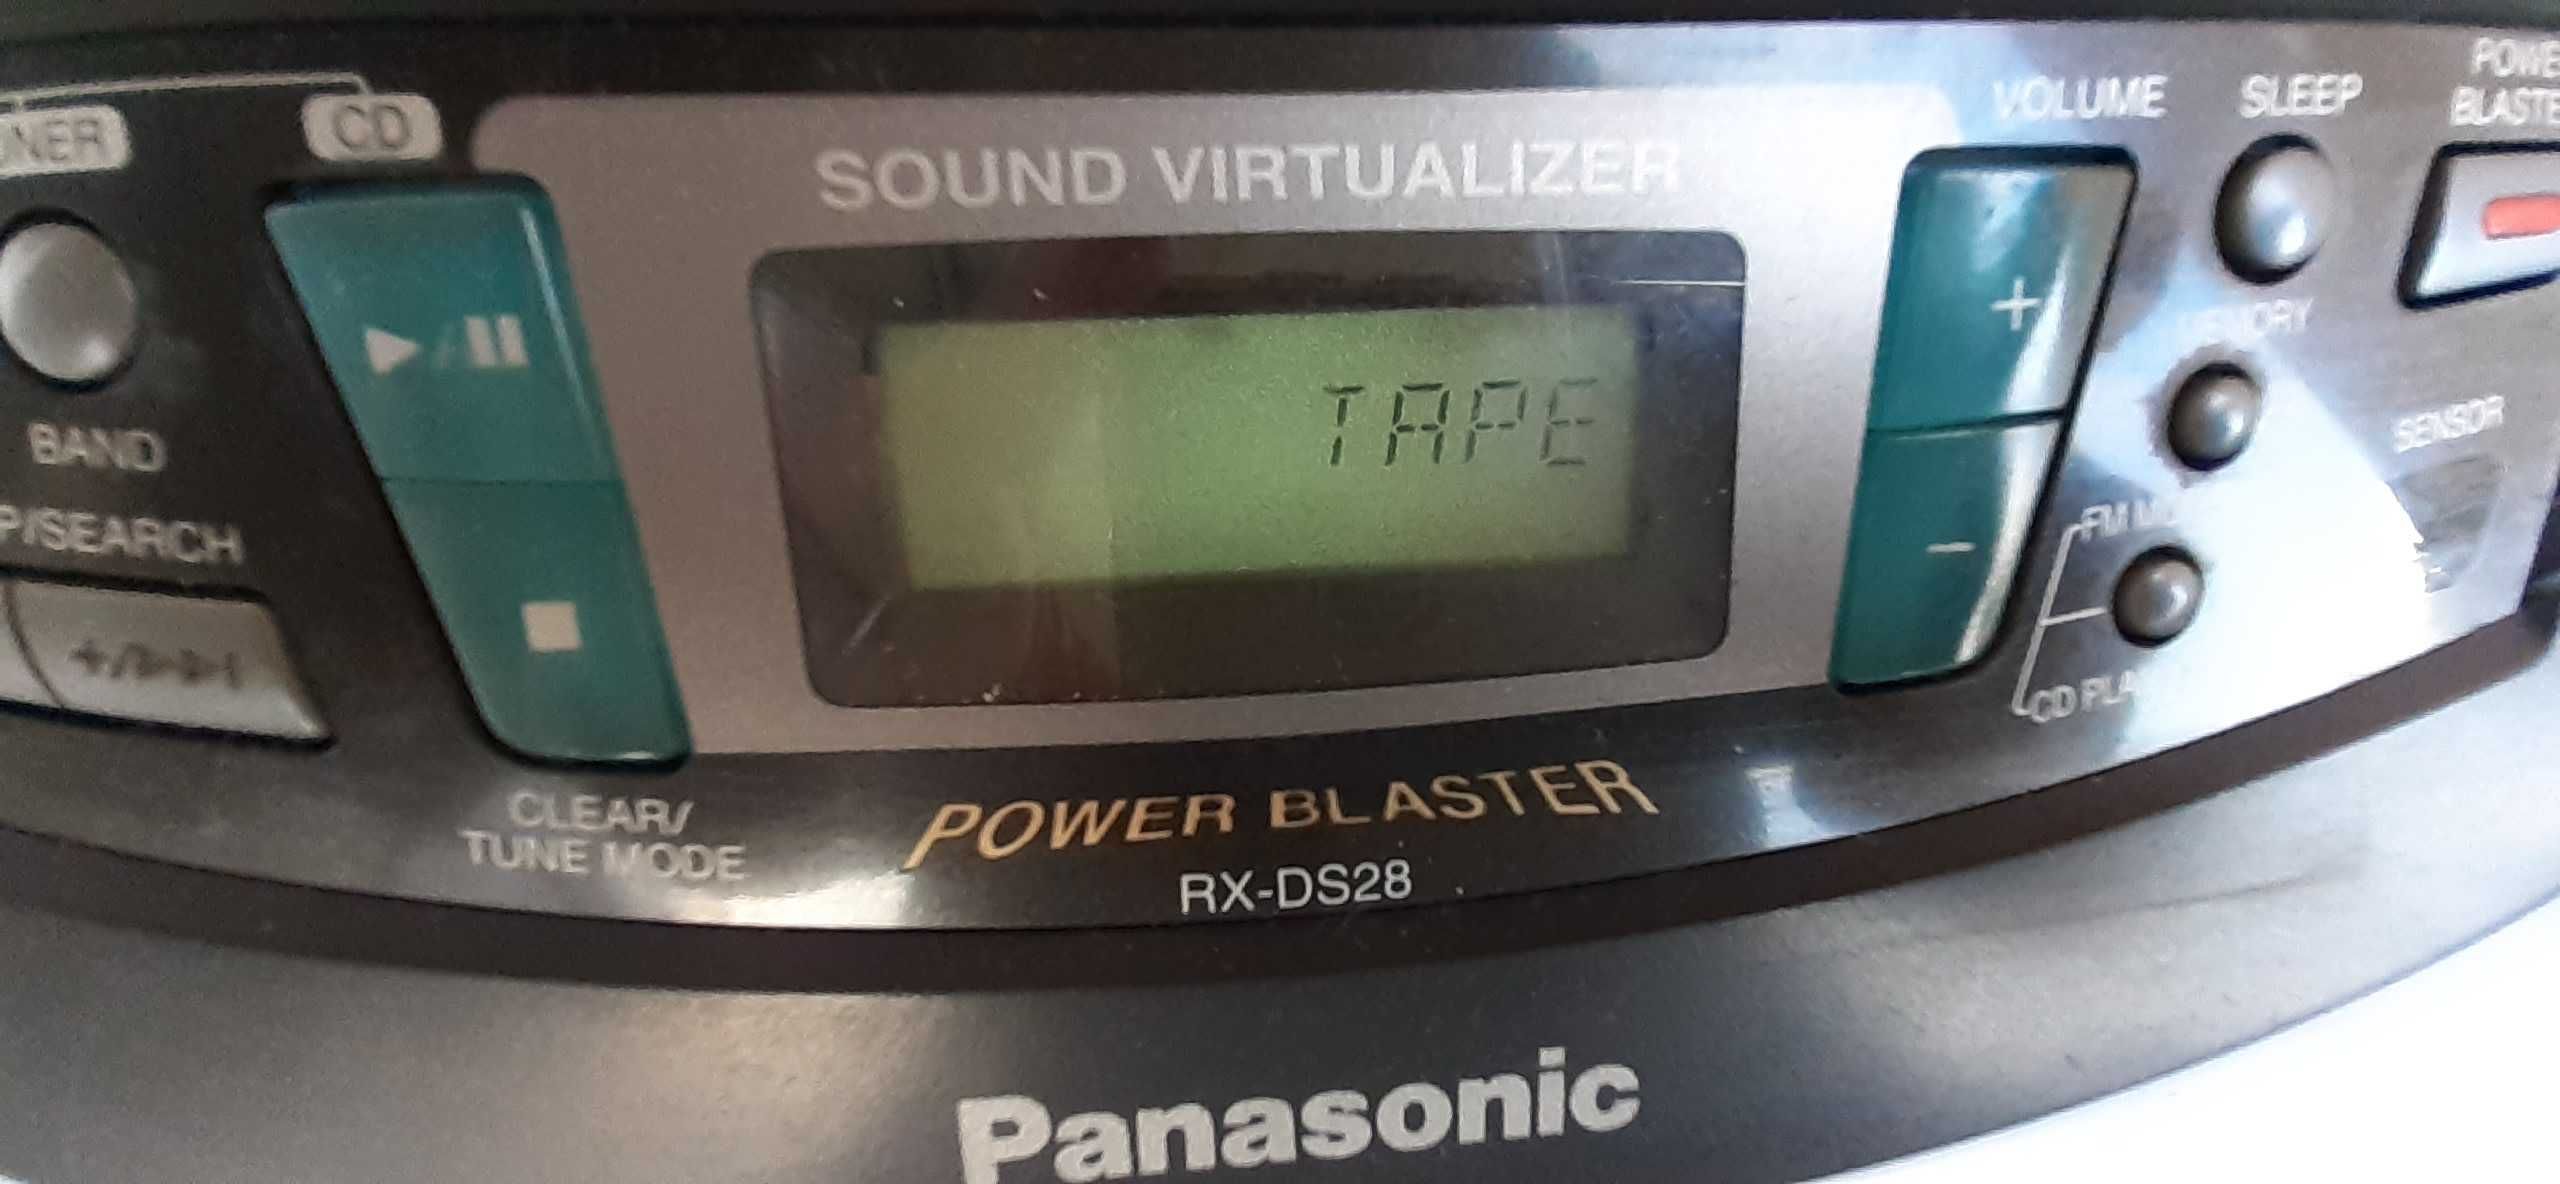 CD
SOUND VIRTUALIZER
VOLUME
SLEEP
TAPE
+
BAND
SENSOR
-
CLEAR/
TUNE MODE
POWER BLASTER
RX-DS28
Panasonic